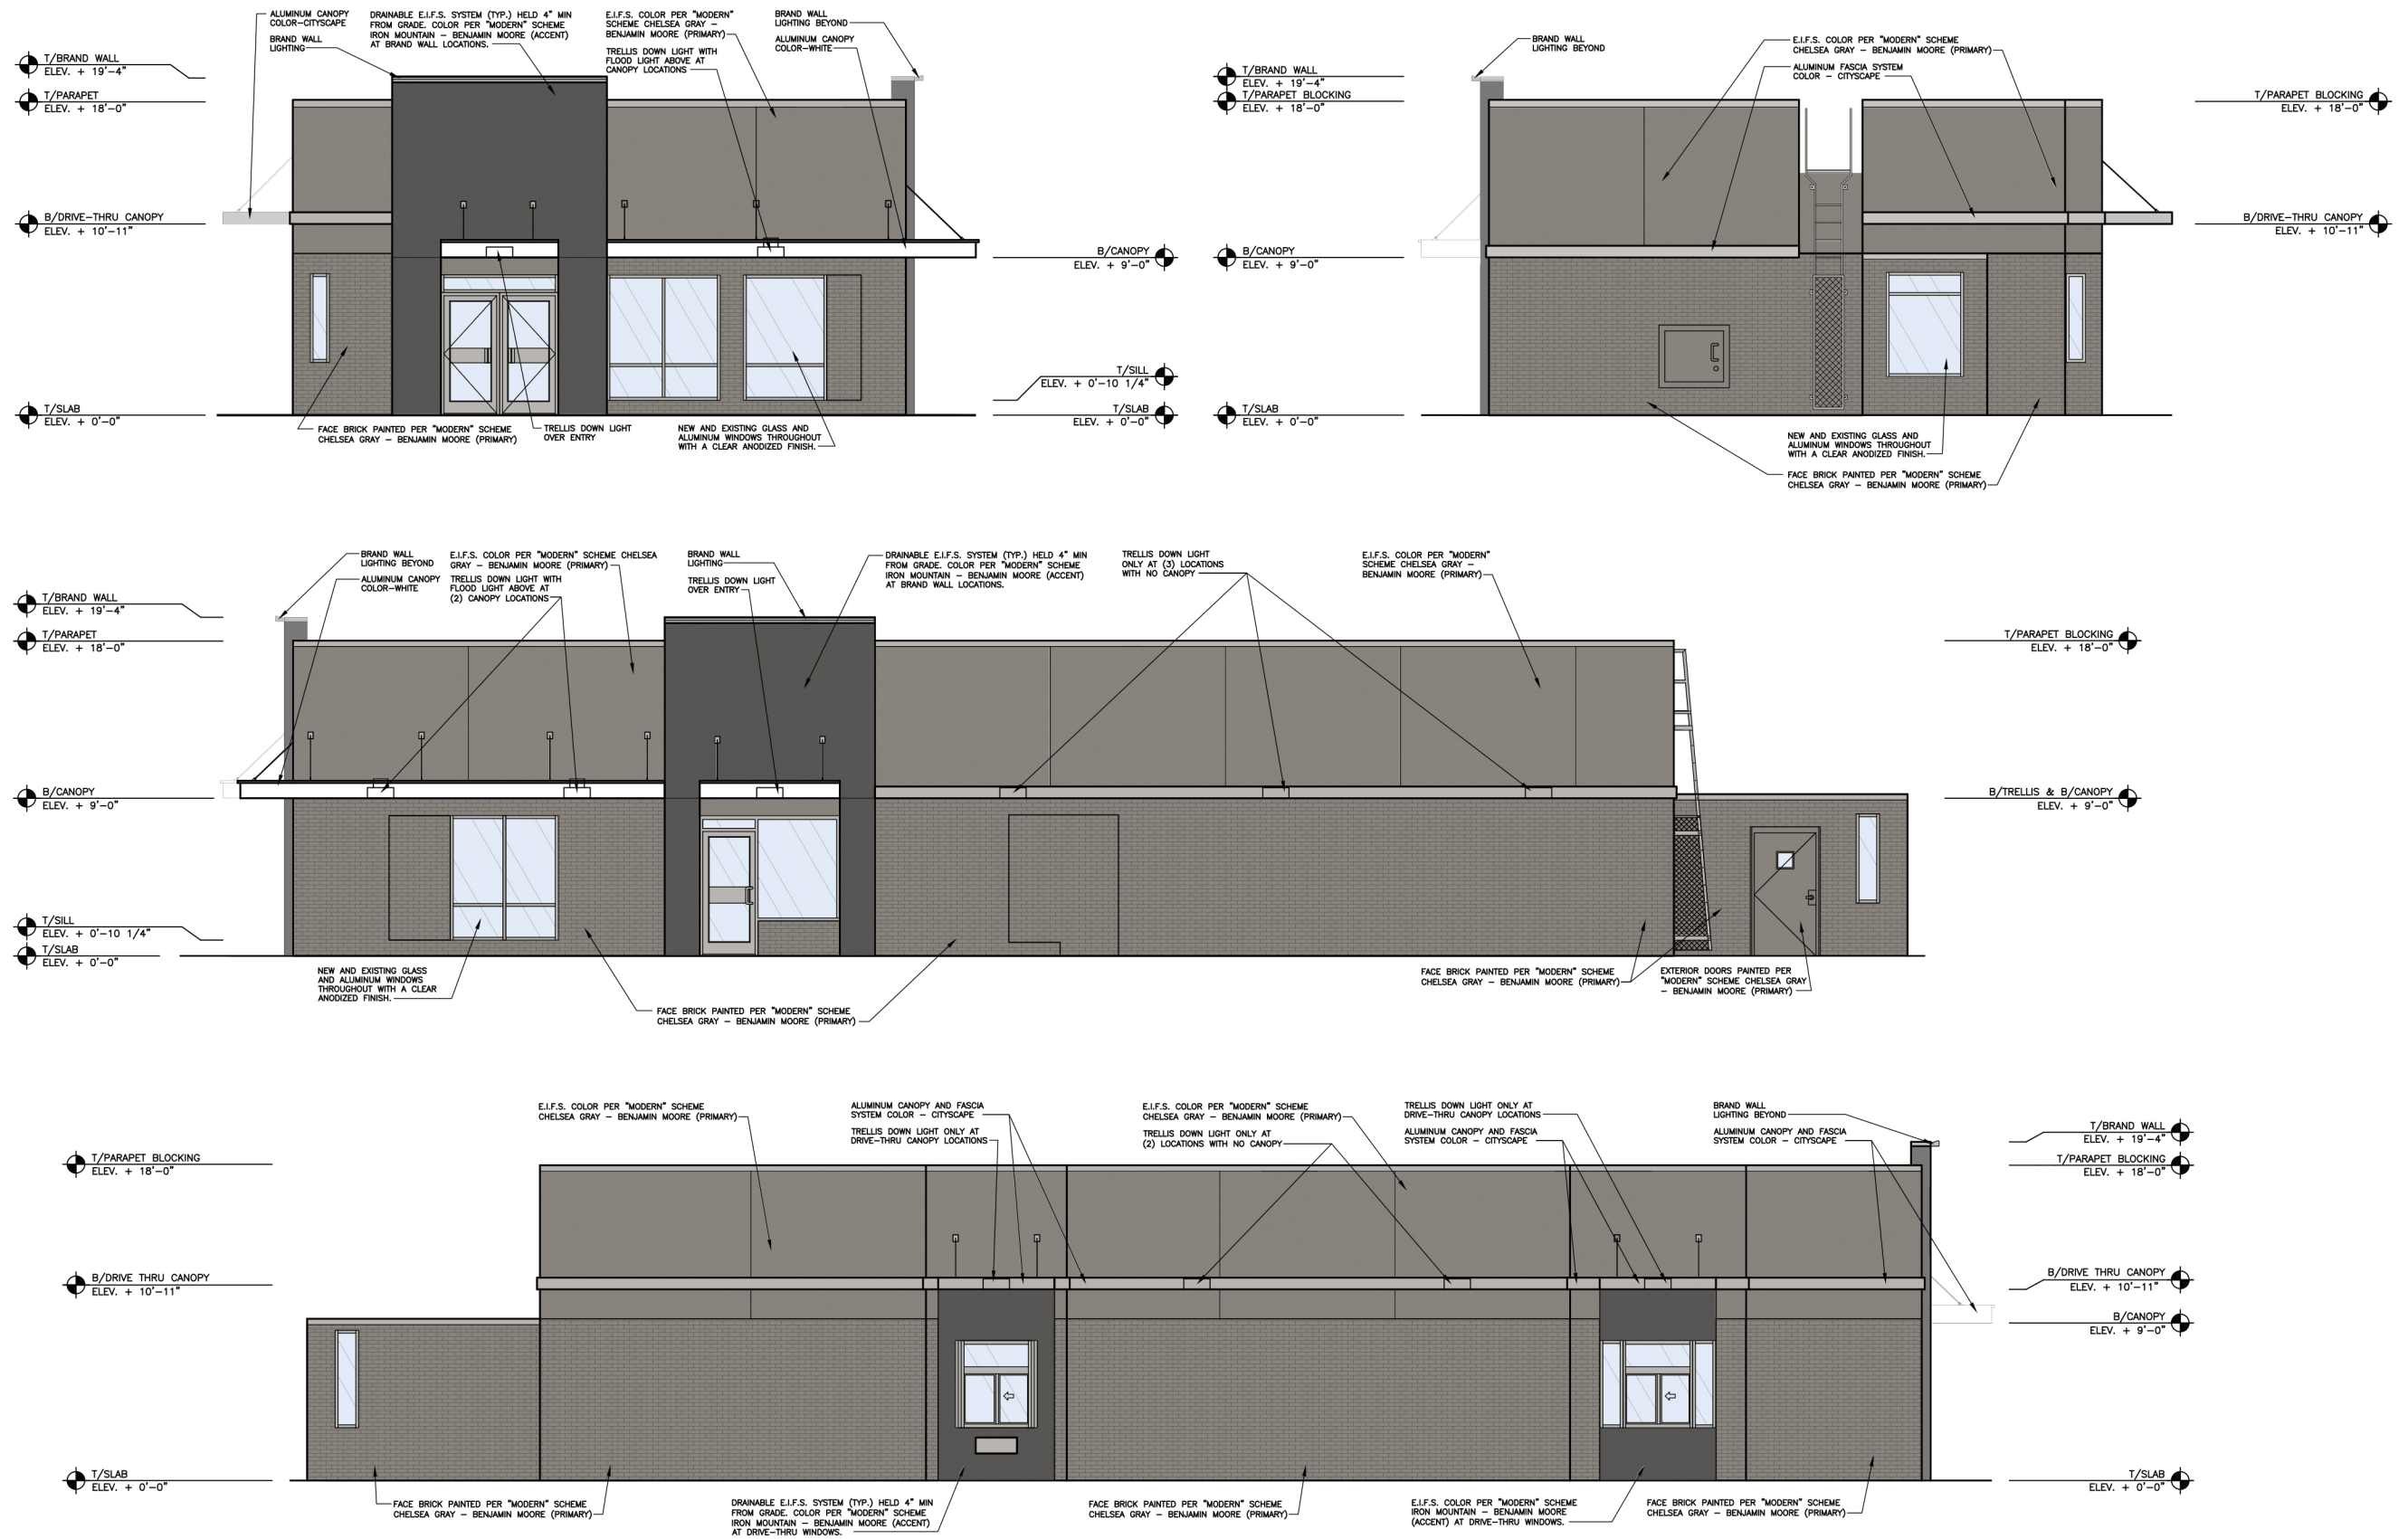 ALUMINUM CANOPY
COLOR-CITYSCAPE
BRAND WALL
LIGHTING
DRAINABLE E.I.F.S. SYSTEM (TYP.) HELD 4" MIN
FROM GRADE. COLOR PER "MODERN" SCHEME
IRON MOUNTAIN – BENJAMIN MOORE (ACCENT)
AT BRAND WALL LOCATIONS.
E.I.F.S. COLOR PER "MODERN"
SCHEME CHELSEA GRAY –
BENJAMIN MOORE (PRIMARY)
TRELLIS DOWN LIGHT WITH
FLOOD LIGHT ABOVE AT
CANOPY LOCATIONS
BRAND WALL
LIGHTING BEYOND
ALUMINUM CANOPY
COLOR-WHITE
T/BRAND WALL
ELEV. + 19'-4"
T/PARAPET
ELEV. + 18'-0"
B/DRIVE-THRU CANOPY
ELEV. + 10'-11"
T/SLAB
ELEV. + 0'-0"
B/CANOPY
ELEV. + 9'-0"
T/SILL
ELEV. + 0'-10 1/4"
T/SLAB
ELEV. + 0'-0"
FACE BRICK PAINTED PER "MODERN" SCHEME
CHELSEA GRAY – BENJAMIN MOORE (PRIMARY)
TRELLIS DOWN LIGHT
OVER ENTRY
NEW AND EXISTING GLASS AND
ALUMINUM WINDOWS THROUGHOUT
WITH A CLEAR ANODIZED FINISH.
BRAND WALL
LIGHTING BEYOND
E.I.F.S. COLOR PER "MODERN" SCHEME
CHELSEA GRAY – BENJAMIN MOORE (PRIMARY)
ALUMINUM FASCIA SYSTEM
COLOR – CITYSCAPE
T/BRAND WALL
ELEV. + 19'-4"
T/PARAPET BLOCKING
ELEV. + 18'-0"
B/CANOPY
ELEV. + 9'-0"
T/SLAB
ELEV. + 0'-0"
T/PARAPET BLOCKING
ELEV. + 18'-0"
B/DRIVE-THRU CANOPY
ELEV. + 10'-11"
NEW AND EXISTING GLASS AND
ALUMINUM WINDOWS THROUGHOUT
WITH A CLEAR ANODIZED FINISH.
FACE BRICK PAINTED PER "MODERN" SCHEME
CHELSEA GRAY – BENJAMIN MOORE (PRIMARY)
BRAND WALL
LIGHTING BEYOND
ALUMINUM CANOPY
COLOR-WHITE
E.I.F.S. COLOR PER "MODERN" SCHEME CHELSEA
GRAY – BENJAMIN MOORE (PRIMARY)
TRELLIS DOWN LIGHT WITH
FLOOD LIGHT ABOVE AT
(2) CANOPY LOCATIONS
BRAND WALL
LIGHTING
TRELLIS DOWN LIGHT
OVER ENTRY
DRAINABLE E.I.F.S. SYSTEM (TYP.) HELD 4" MIN
FROM GRADE. COLOR PER "MODERN" SCHEME
IRON MOUNTAIN – BENJAMIN MOORE (ACCENT)
AT BRAND WALL LOCATIONS.
TRELLIS DOWN LIGHT
ONLY AT (3) LOCATIONS
WITH NO CANOPY
E.I.F.S. COLOR PER "MODERN"
SCHEME CHELSEA GRAY –
BENJAMIN MOORE (PRIMARY)
T/BRAND WALL
ELEV. + 19'-4"
T/PARAPET
ELEV. + 18'-0"
B/CANOPY
ELEV. + 9'-0"
T/SILL
ELEV. + 0'-10 1/4"
T/SLAB
ELEV. + 0'-0"
T/PARAPET BLOCKING
ELEV. + 18'-0"
B/TRELLIS & B/CANOPY
ELEV. + 9'-0"
NEW AND EXISTING GLASS
AND ALUMINUM WINDOWS
THROUGHOUT WITH A CLEAR
ANODIZED FINISH.
FACE BRICK PAINTED PER "MODERN" SCHEME
CHELSEA GRAY – BENJAMIN MOORE (PRIMARY)
FACE BRICK PAINTED PER "MODERN" SCHEME
CHELSEA GRAY – BENJAMIN MOORE (PRIMARY)
EXTERIOR DOORS PAINTED PER
"MODERN" SCHEME CHELSEA GRAY
– BENJAMIN MOORE (PRIMARY)
E.I.F.S. COLOR PER "MODERN" SCHEME
CHELSEA GRAY – BENJAMIN MOORE (PRIMARY)
ALUMINUM CANOPY AND FASCIA
SYSTEM COLOR – CITYSCAPE
TRELLIS DOWN LIGHT ONLY AT
DRIVE-THRU CANOPY LOCATIONS
E.I.F.S. COLOR PER "MODERN" SCHEME
CHELSEA GRAY – BENJAMIN MOORE (PRIMARY)
TRELLIS DOWN LIGHT ONLY AT
(2) LOCATIONS WITH NO CANOPY
TRELLIS DOWN LIGHT ONLY AT
DRIVE-THRU CANOPY LOCATIONS
ALUMINUM CANOPY AND FASCIA
SYSTEM COLOR – CITYSCAPE
BRAND WALL
LIGHTING BEYOND
ALUMINUM CANOPY AND FASCIA
SYSTEM COLOR – CITYSCAPE
T/PARAPET BLOCKING
ELEV. + 18'-0"
B/DRIVE THRU CANOPY
ELEV. + 10'-11"
T/SLAB
ELEV. + 0'-0"
T/BRAND WALL
ELEV. + 19'-4"
T/PARAPET BLOCKING
ELEV. + 18'-0"
B/DRIVE THRU CANOPY
ELEV. + 10'-11"
B/CANOPY
ELEV. + 9'-0"
T/SLAB
ELEV. + 0'-0"
FACE BRICK PAINTED PER "MODERN" SCHEME
CHELSEA GRAY – BENJAMIN MOORE (PRIMARY)
DRAINABLE E.I.F.S. SYSTEM (TYP.) HELD 4" MIN
FROM GRADE. COLOR PER "MODERN" SCHEME
IRON MOUNTAIN – BENJAMIN MOORE (ACCENT)
AT DRIVE-THRU WINDOWS.
FACE BRICK PAINTED PER "MODERN" SCHEME
CHELSEA GRAY – BENJAMIN MOORE (PRIMARY)
E.I.F.S. COLOR PER "MODERN" SCHEME
IRON MOUNTAIN – BENJAMIN MOORE
(ACCENT) AT DRIVE-THRU WINDOWS.
FACE BRICK PAINTED PER "MODERN" SCHEME
CHELSEA GRAY – BENJAMIN MOORE (PRIMARY)